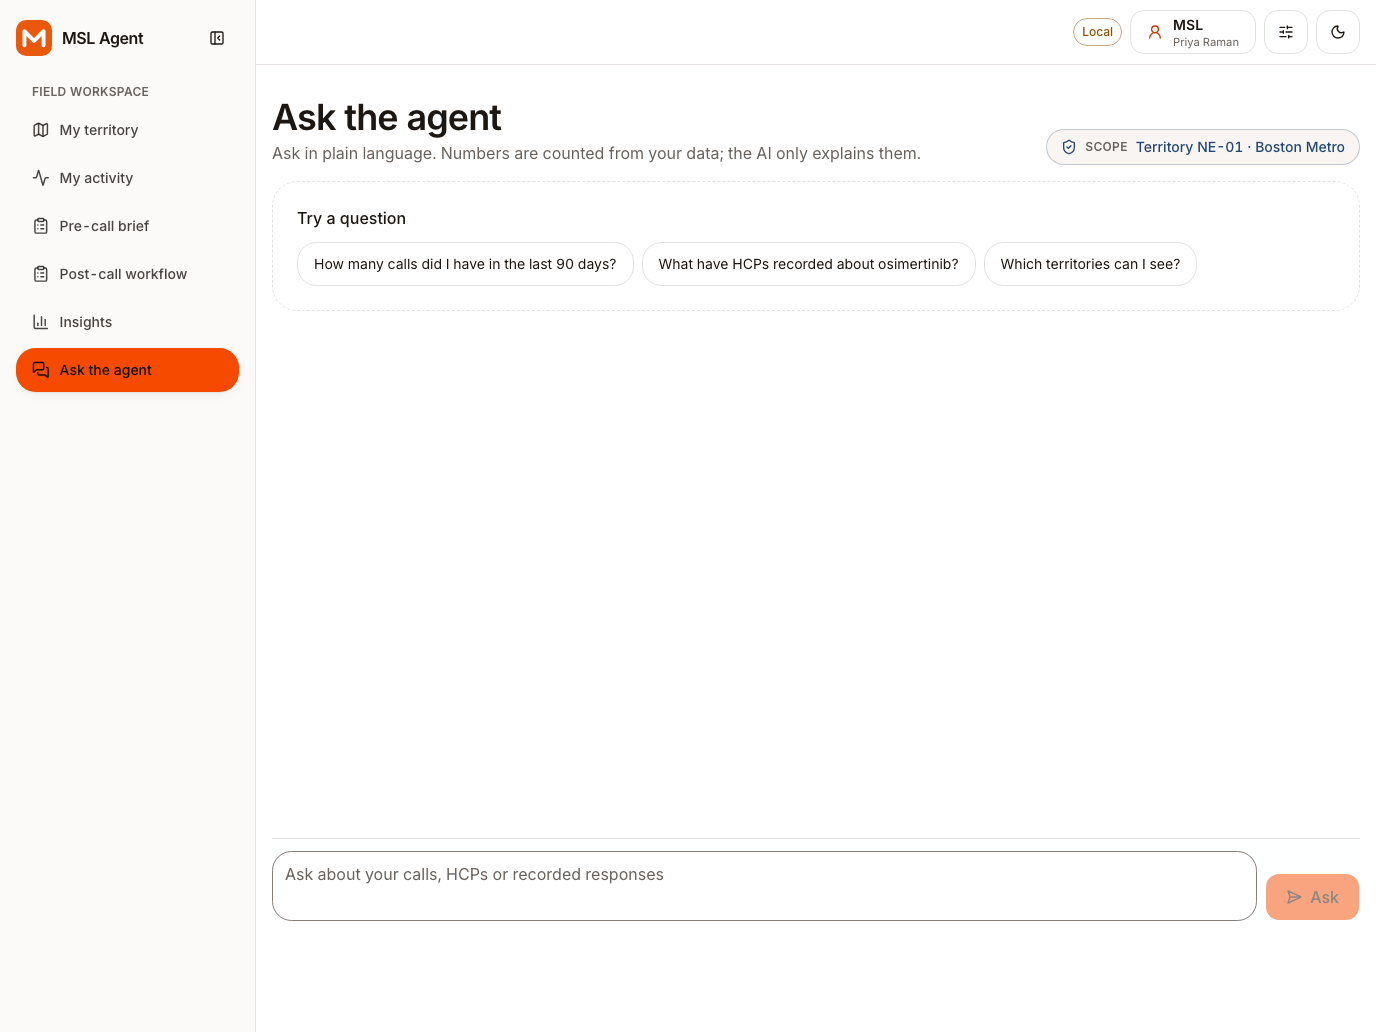 MSL Agent
FIELD WORKSPACE
My territory
My activity
Pre-call brief
Post-call workflow
Insights
Ask the agent
Local
MSL
Priya Raman
Ask the agent
Ask in plain language. Numbers are counted from your data; the AI only explains them.
SCOPE Territory NE-01 · Boston Metro
Try a question
How many calls did I have in the last 90 days?
What have HCPs recorded about osimertinib?
Which territories can I see?
Ask about your calls, HCPs or recorded responses
Ask